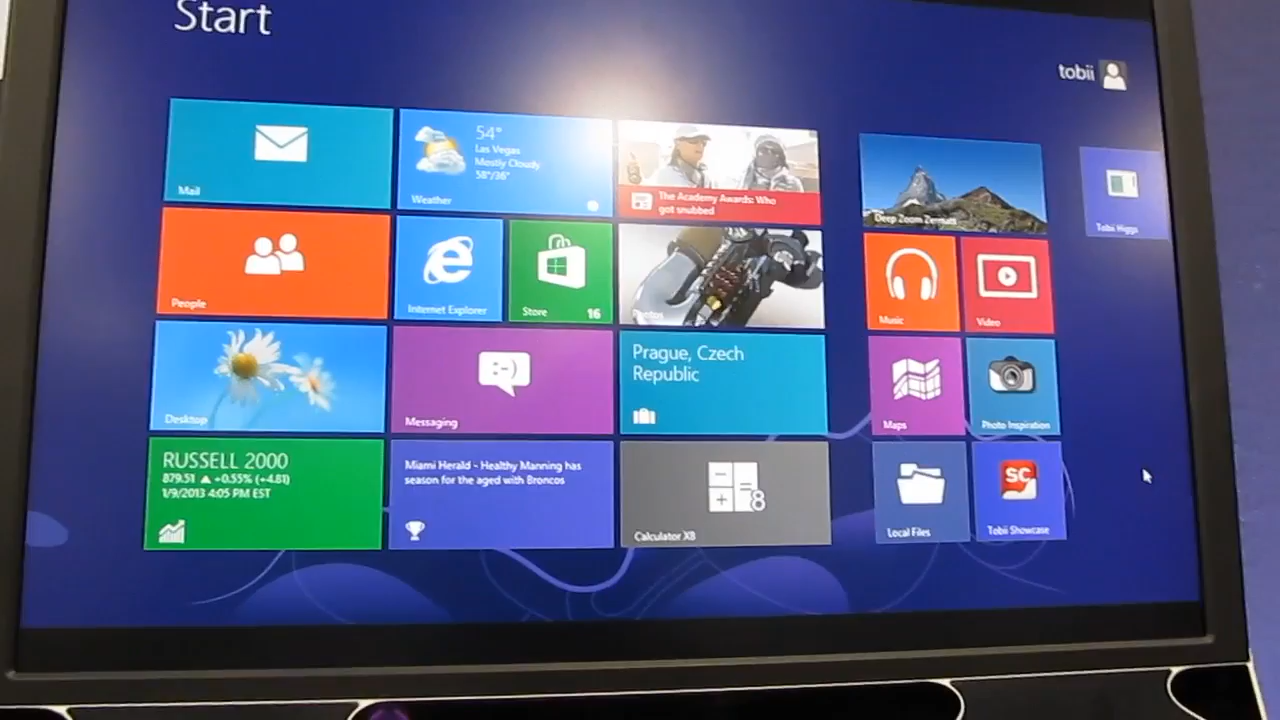 Start
tobii
Mail
54°
Las Vegas
Mostly Cloudy
58°/36°
Weather
The Academy Awards: Who
got snubbed
Deep Zoom Zermatt
Tobii Higgs
People
Internet Explorer
Store
16
Photos
Music
Video
Desktop
:-)
Messaging
Prague, Czech
Republic
Maps
Photo Inspiration
RUSSELL 2000
879.51 ▲ +0.55% (+4.81)
1/9/2013 4:05 PM EST
Miami Herald - Healthy Manning has
season for the aged with Broncos
8
Calculator X8
Local Files
SC
Tobii Showcase